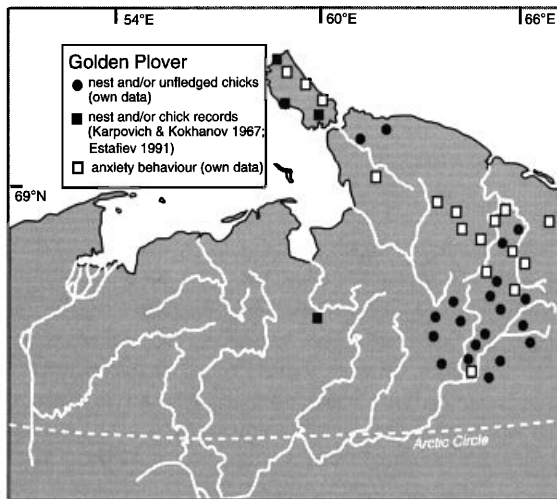 54°E
60°E
66°E
Golden Plover
nest and/or unfledged chicks
(own data)
nest and/or chick records
(Karpovich & Kokhanov 1967;
Estafiev 1991)
anxiety behaviour (own data)
69°N
Arctic Circle